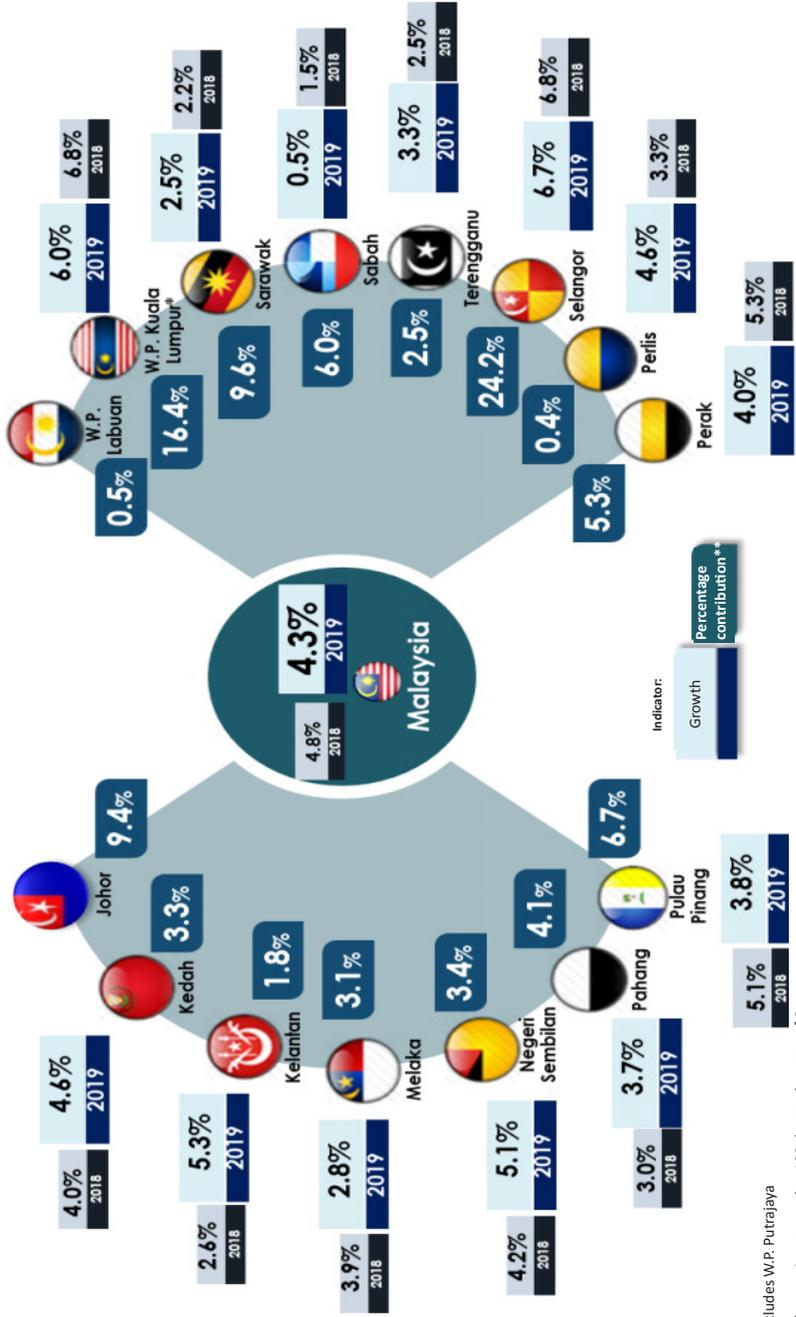 Johor
9.4%
4.0%
2018
4.6%
2019
Kedah
3.3%
2.6%
2018
5.3%
2019
Kelantan
1.8%
3.9%
2018
2.8%
2019
Melaka
3.1%
4.2%
2018
5.1%
2019
Negeri
Sembilan
3.4%
3.0%
2018
3.7%
2019
Pahang
4.1%
5.1%
2018
3.8%
2019
Pulau
Pinang
6.7%
4.8%
2018
4.3%
2019
Malaysia
0.5%
W.P.
Labuan
16.4%
W.P. Kuala
Lumpur*
6.0%
2019
6.8%
2018
9.6%
Sarawak
2.5%
2019
2.2%
2018
6.0%
Sabah
0.5%
2019
1.5%
2018
2.5%
Terengganu
3.3%
2019
2.5%
2018
24.2%
Selangor
6.7%
2019
6.8%
2018
0.4%
Perlis
4.6%
2019
3.3%
2018
5.3%
Perak
4.0%
2019
5.3%
2018
Indicator:
Growth
Percentage
contribution**
W.P. Putrajaya